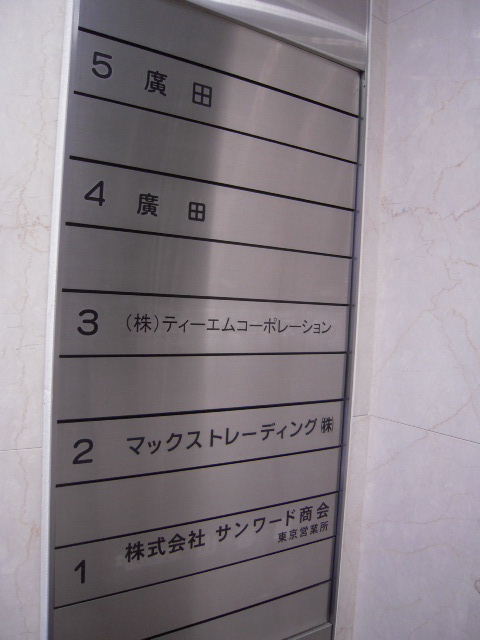 5 廣田
4 廣田
3 (株)ティーエムコーポレーション
2 マックストレーディング㈱
1 株式会社 サンワード商会
東京営業所